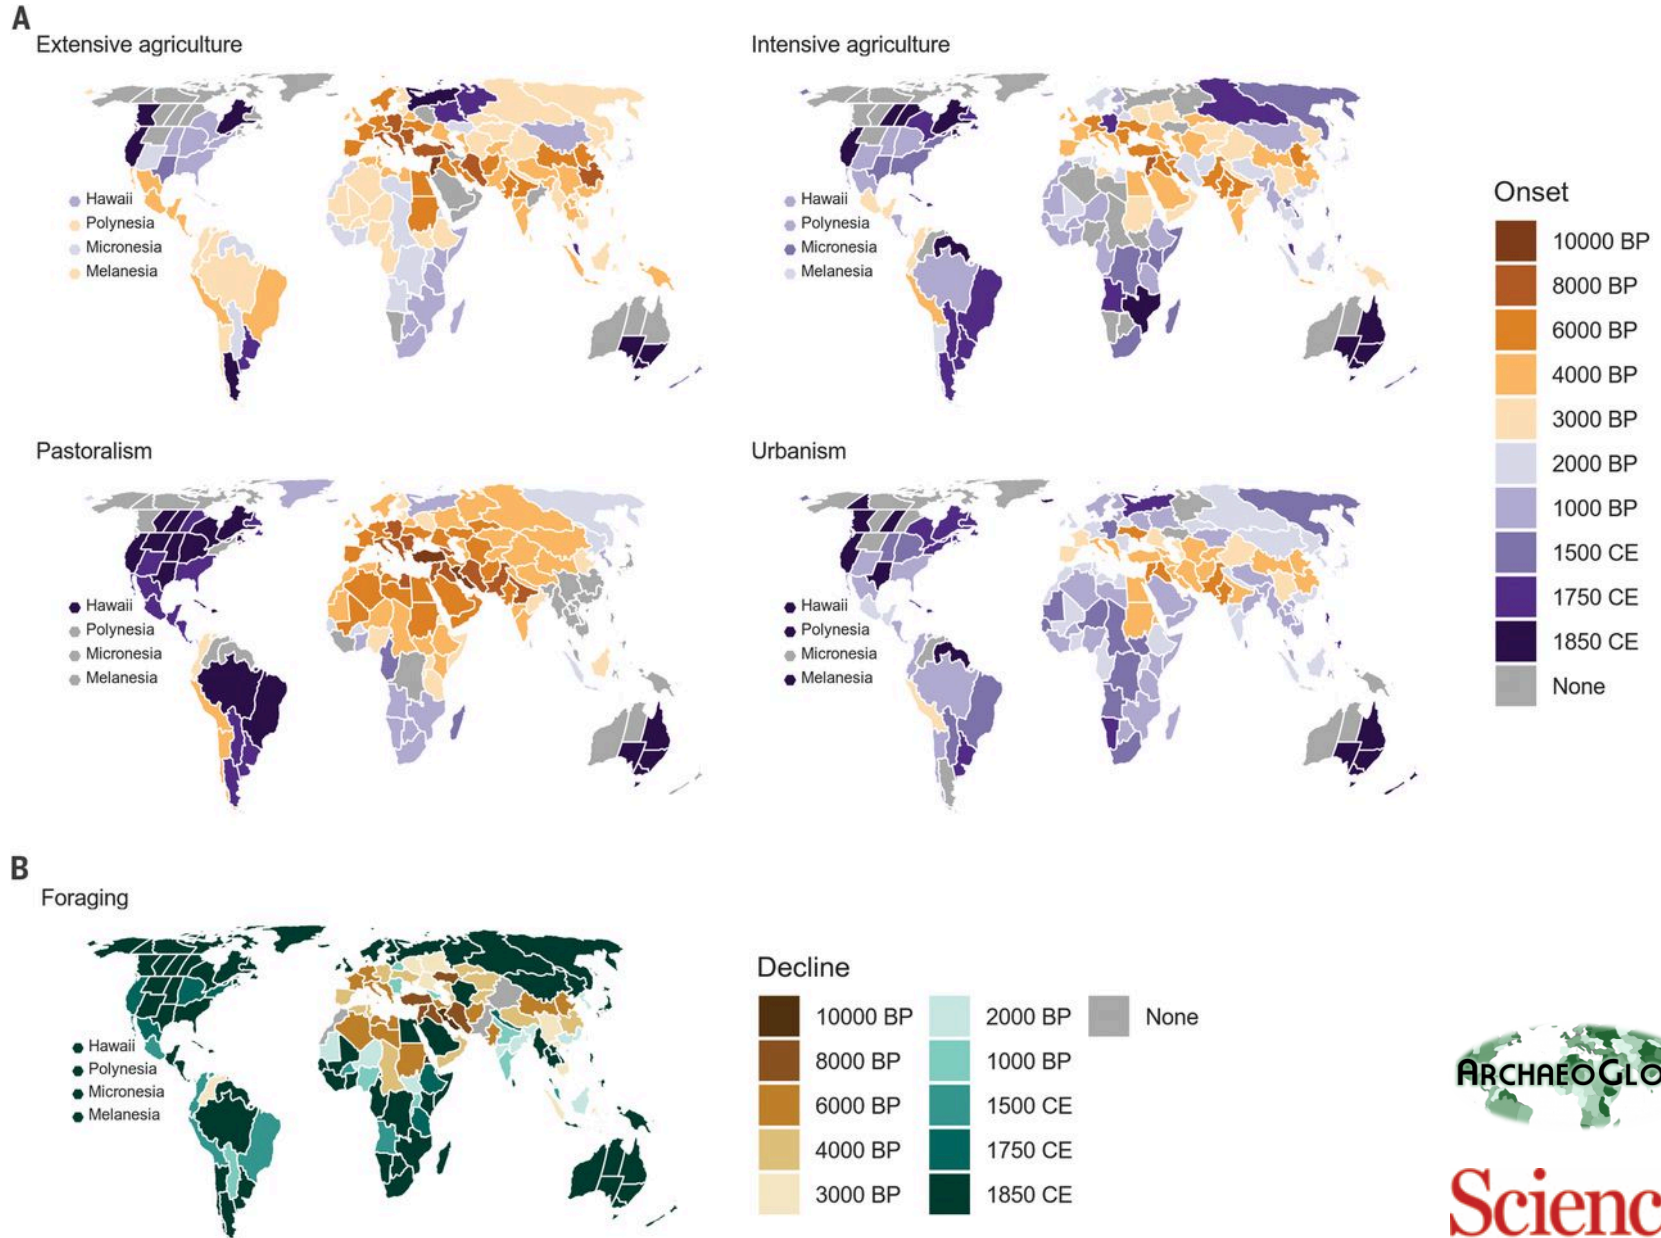 A
Extensive agriculture
Intensive agriculture
Hawaii
Polynesia
Micronesia
Melanesia
Hawaii
Polynesia
Micronesia
Melanesia
Onset
10000 BP
8000 BP
6000 BP
4000 BP
3000 BP
2000 BP
1000 BP
1500 CE
1750 CE
1850 CE
None
Pastoralism
Urbanism
Hawaii
Polynesia
Micronesia
Melanesia
Hawaii
Polynesia
Micronesia
Melanesia
B
Foraging
Hawaii
Polynesia
Micronesia
Melanesia
Decline
10000 BP
8000 BP
6000 BP
4000 BP
3000 BP
2000 BP
1000 BP
1500 CE
1750 CE
1850 CE
None
ARCHAEOGLO
Scienc